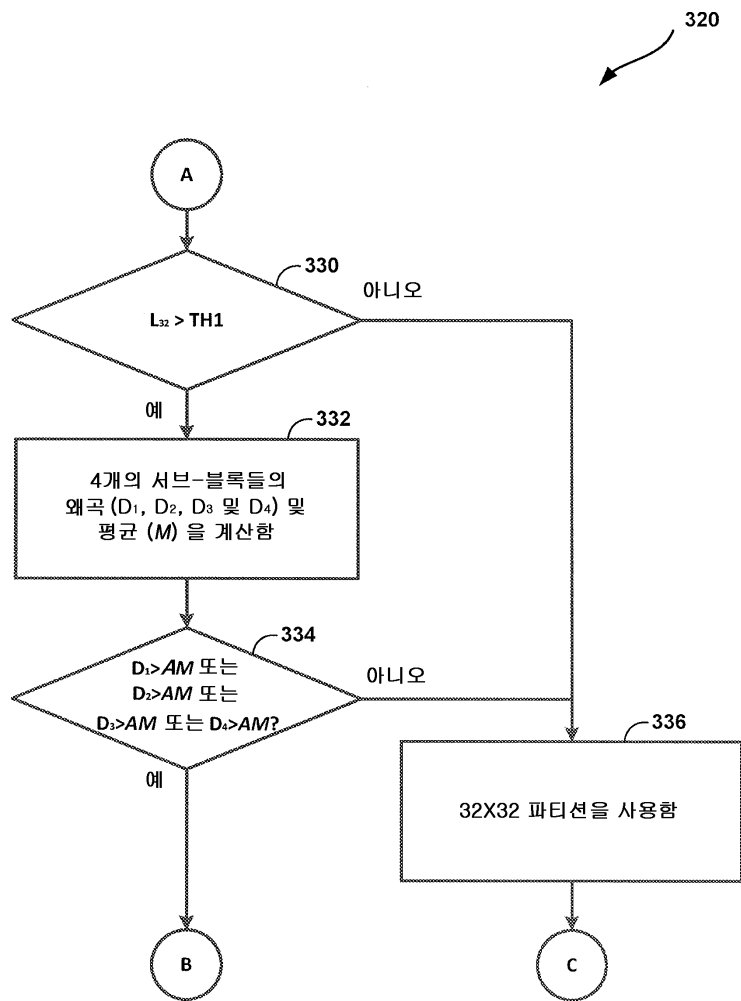 320
A
330
아니오
L₃₂ > TH1
예
332
4개의 서브-블록들의
왜곡 (D₁, D₂, D₃ 및 D₄) 및
평균 (M) 을 계산함
334
아니오
D₁>AM 또는
D₂>AM 또는
D₃>AM 또는 D₄>AM?
예
336
32X32 파티션을 사용함
B
C